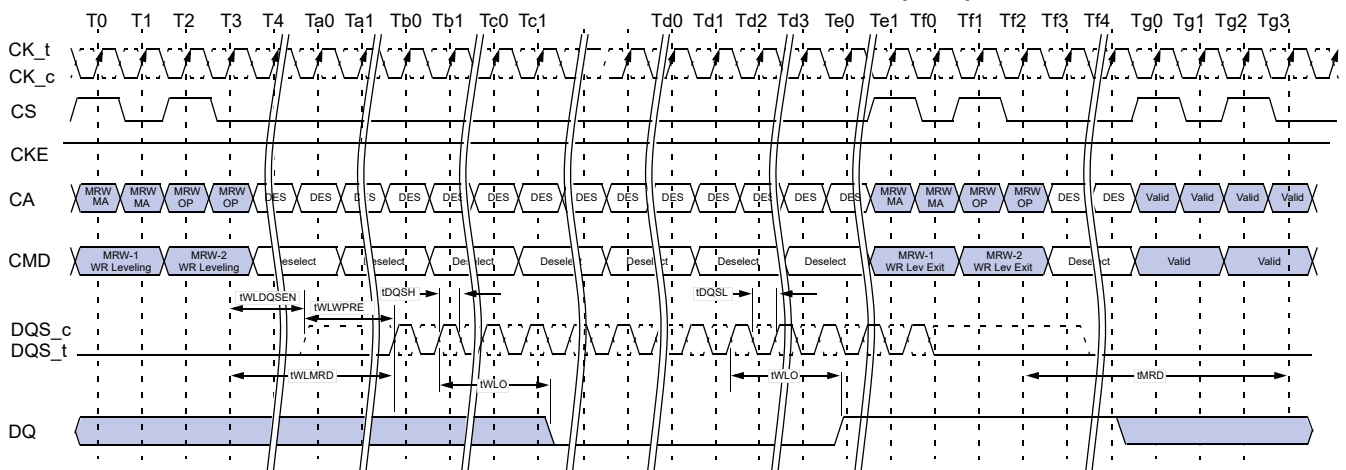 T0 T1 T2 T3 T4 Ta0 Ta1 Tb0 Tb1 Tc0 Tc1 Td0 Td1 Td2 Td3 Te0 Te1 Tf0 Tf1 Tf2 Tf3 Tf4 Tg0 Tg1 Tg2 Tg3
CK_t
CK_c
CS
CKE
CA
MRW MRW MRW MRW
MA MA OP OP
DES DES DES DES DES DES DES DES DES DES DES DES DES DES
MRW MRW MRW MRW
MA MA OP OP
DES DES Valid Valid Valid Valid
CMD
MRW-1
WR Leveling
MRW-2
WR Leveling
Deselect Deselect Deselect Deselect Deselect Deselect Deselect
MRW-1
WR Lev Exit
MRW-2
WR Lev Exit
Deselect Valid Valid
tWLDQSEN tWLWPRE tDQSH tDQSL
DQS_c
DQS_t
tWLMRD tWLO tWLO tMRD
DQ